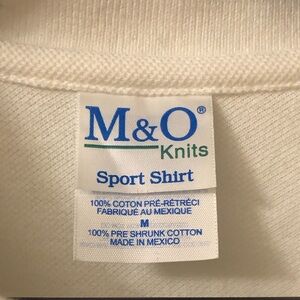 M&O®
Knits
Sport Shirt
100% COTON PRÉ-RÉTRÉCI
FABRIQUÉ AU MEXIQUE
M
100% PRE SHRUNK COTTON
MADE IN MEXICO